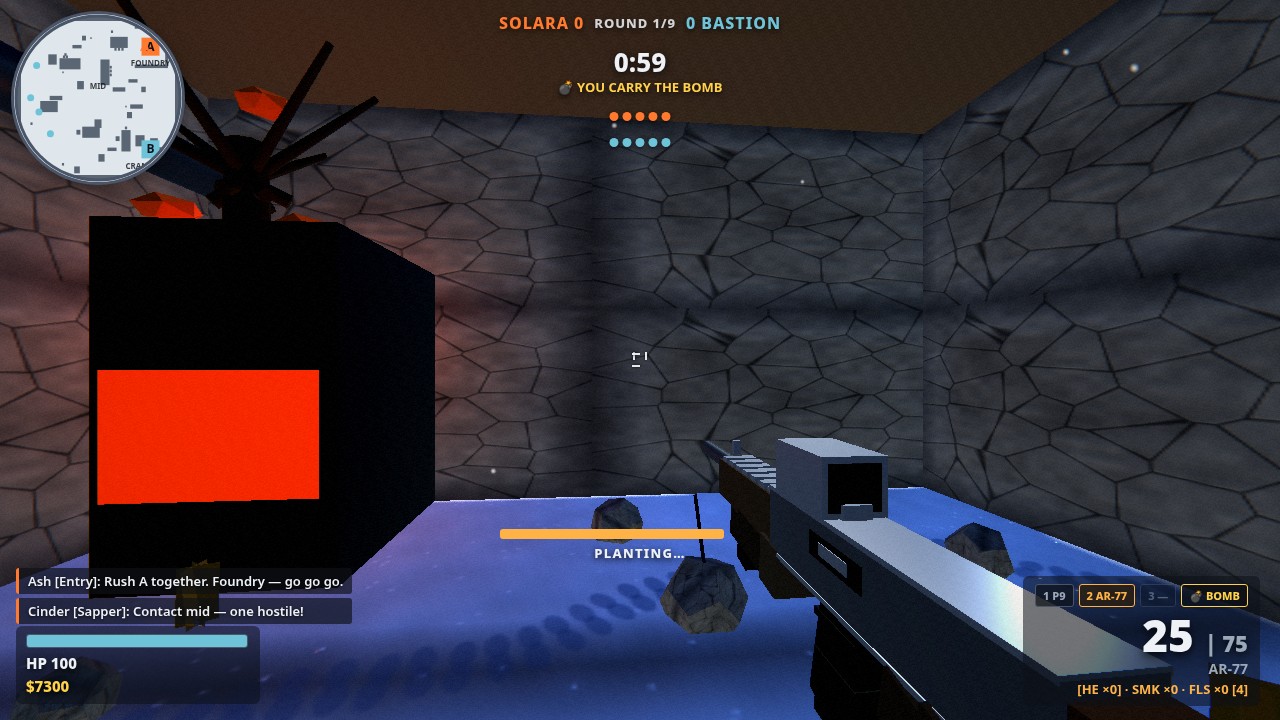 SOLARA 0 ROUND 1/9 0 BASTION
0:59
YOU CARRY THE BOMB
A
FOUNDRY
MID
B
PLANTING...
Ash [Entry]: Rush A together. Foundry — go go go.
Cinder [Sapper]: Contact mid — one hostile!
HP 100
$7300
1 P9 2 AR-77 3 — BOMB
25 | 75
AR-77
[HE ×0] · SMK ×0 · FLS ×0 [4]